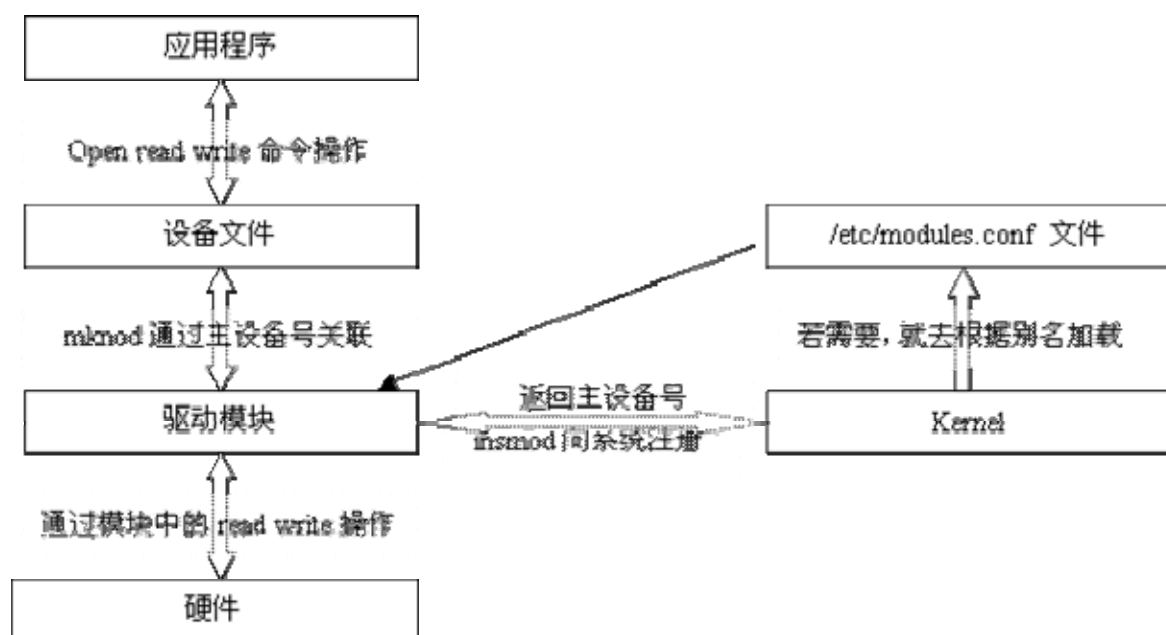 应用程序
Open read write 命令操作
设备文件
/etc/modules.conf 文件
mknod 通过主设备号关联
若需要，就去根据别名加载
返回主设备号
驱动模块
Kernel
insmod 向系统注册
通过模块中的 read write 操作
硬件